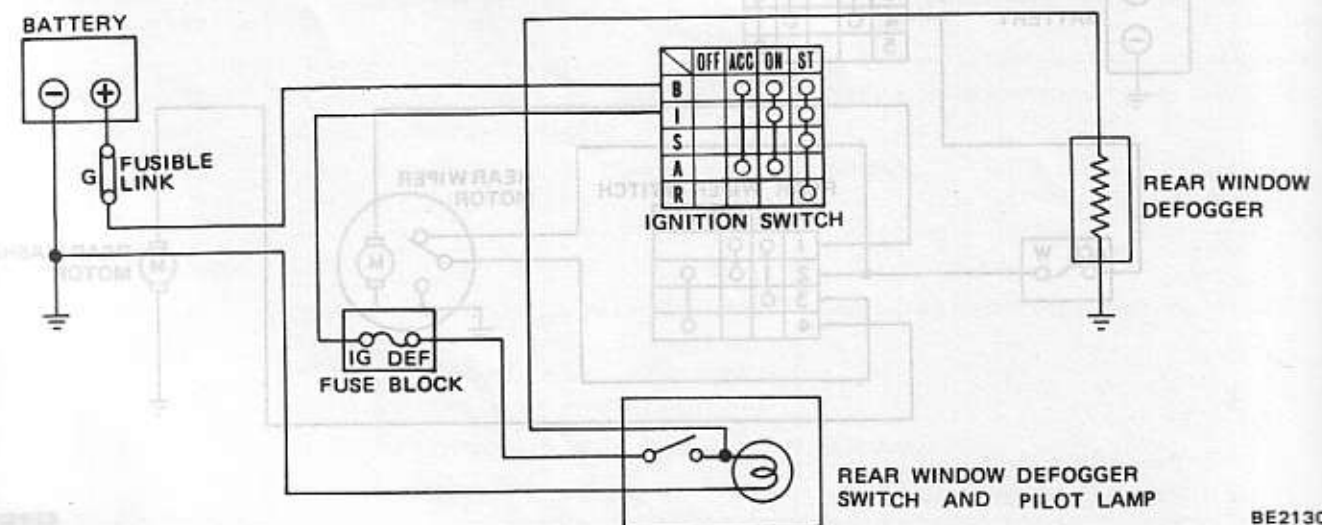 BATTERY
− +
G FUSIBLE
LINK
OFF ACC ON ST
B
I
S
A
R
IGNITION SWITCH
REAR WINDOW
DEFOGGER
IG DEF
FUSE BLOCK
REAR WINDOW DEFOGGER
SWITCH AND PILOT LAMP
BE2130